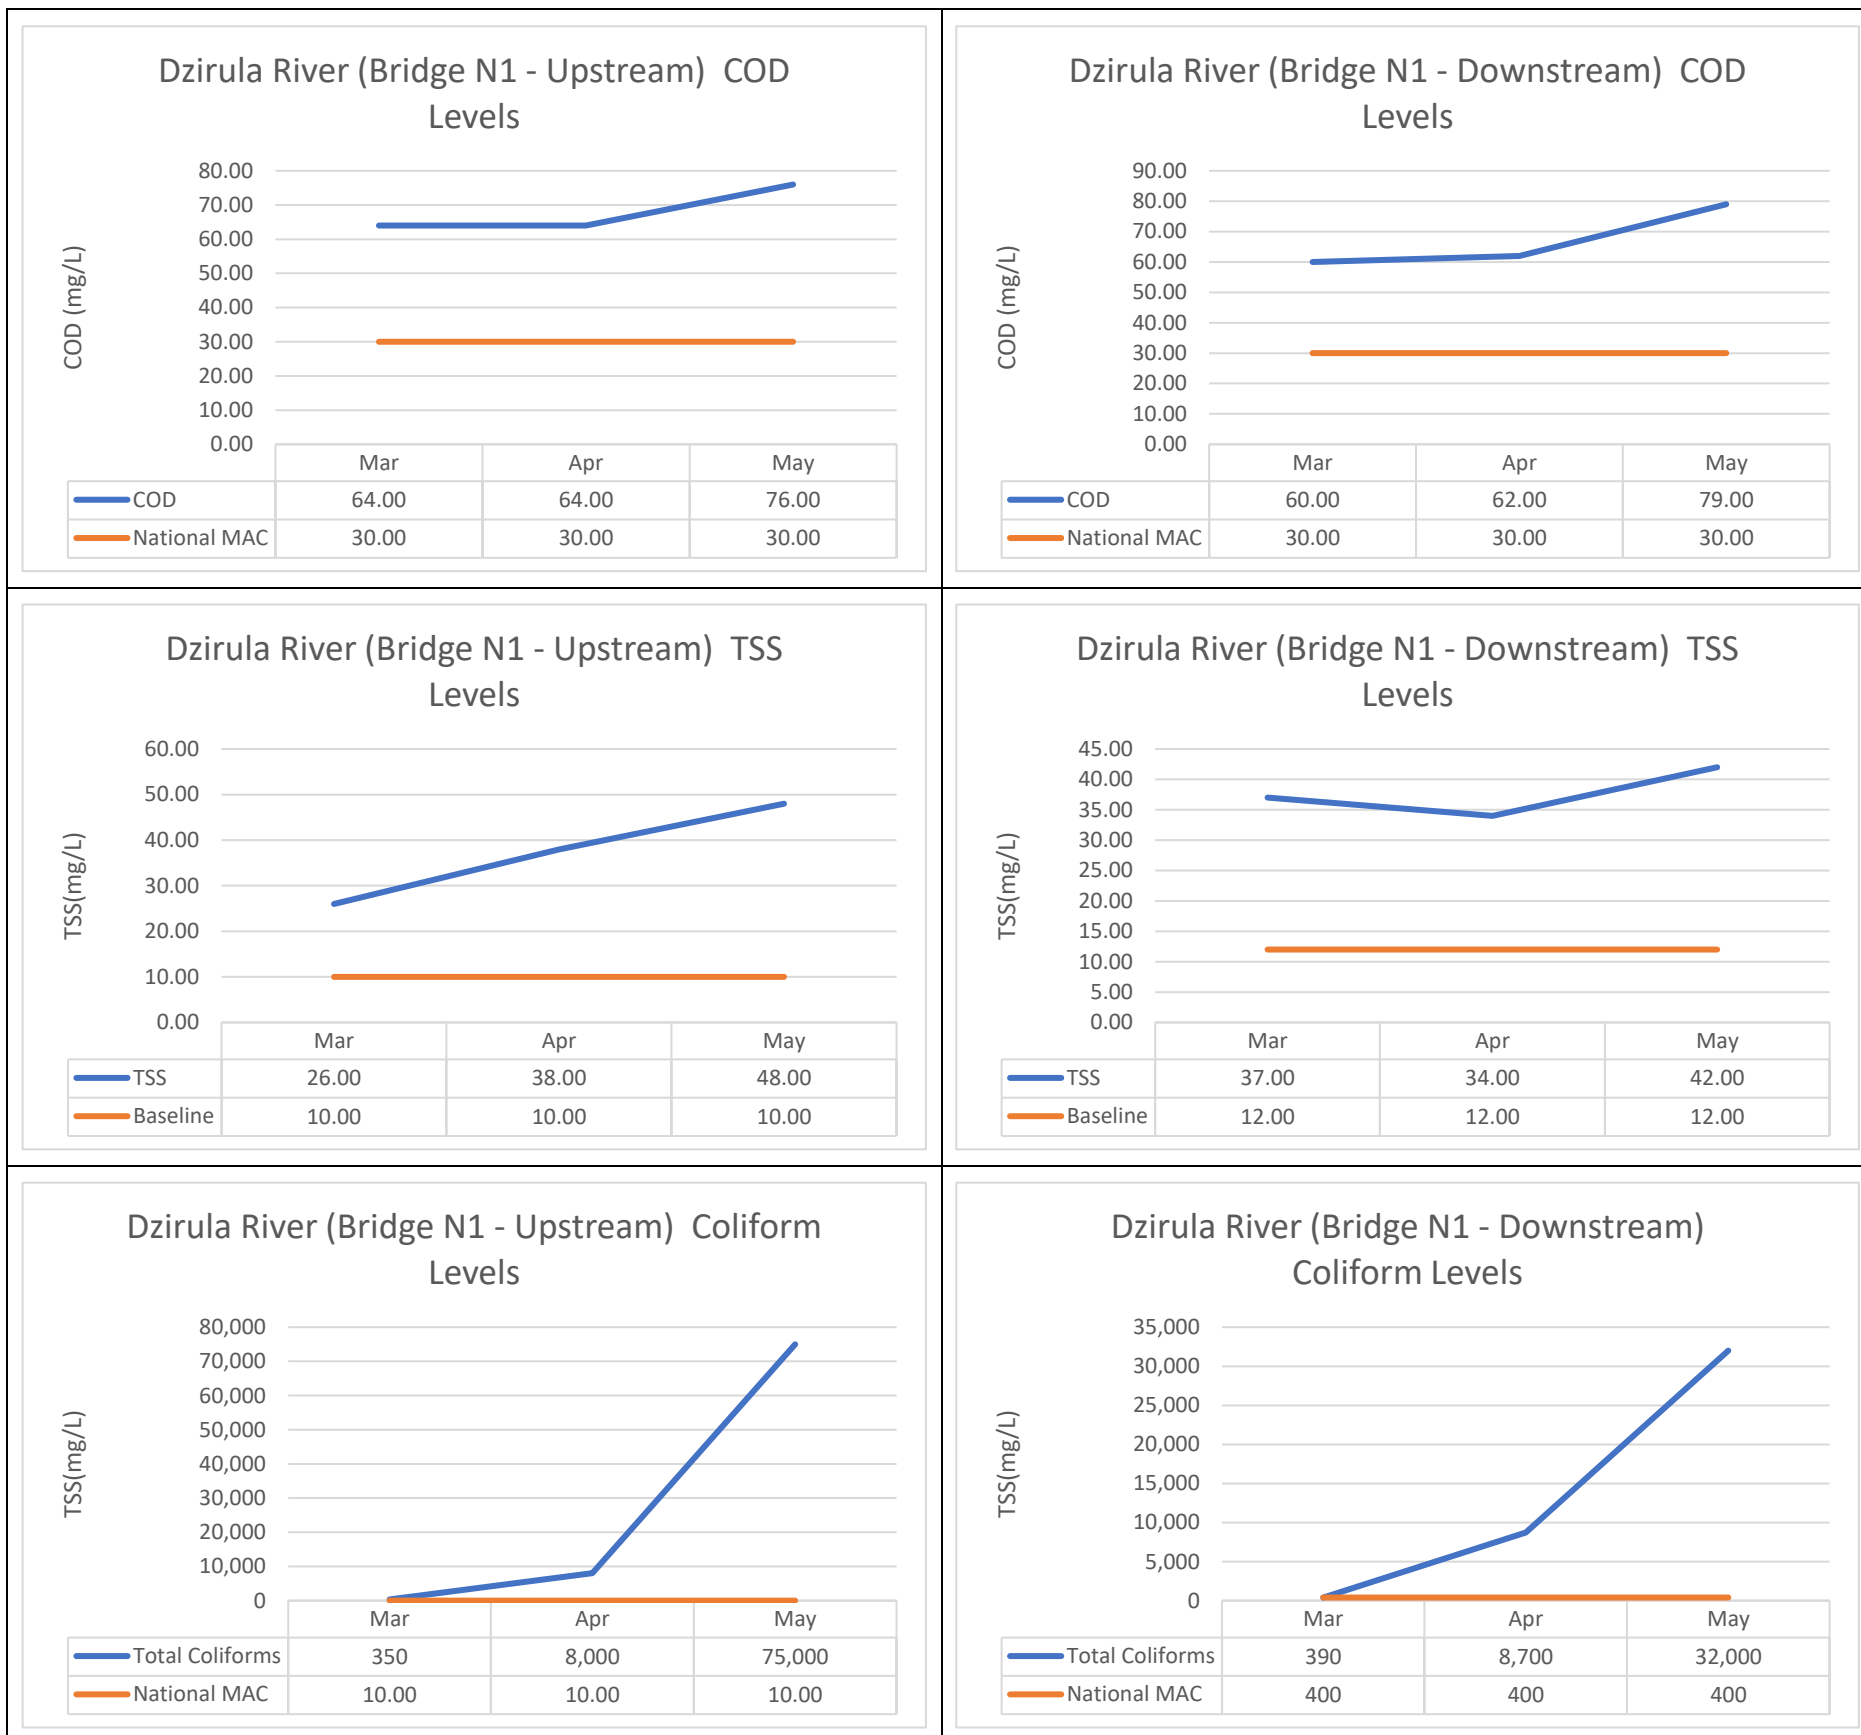 Dzirula River (Bridge N1 - Upstream) COD
Levels
80.00
70.00
60.00
50.00
40.00
30.00
20.00
10.00
0.00
COD (mg/L)
Mar Apr May
COD 64.00 64.00 76.00
National MAC 30.00 30.00 30.00
Dzirula River (Bridge N1 - Downstream) COD
Levels
90.00
80.00
70.00
60.00
50.00
40.00
30.00
20.00
10.00
0.00
COD (mg/L)
Mar Apr May
COD 60.00 62.00 79.00
National MAC 30.00 30.00 30.00
Dzirula River (Bridge N1 - Upstream) TSS
Levels
60.00
50.00
40.00
30.00
20.00
10.00
0.00
TSS(mg/L)
Mar Apr May
TSS 26.00 38.00 48.00
Baseline 10.00 10.00 10.00
Dzirula River (Bridge N1 - Downstream) TSS
Levels
45.00
40.00
35.00
30.00
25.00
20.00
15.00
10.00
5.00
0.00
TSS(mg/L)
Mar Apr May
TSS 37.00 34.00 42.00
Baseline 12.00 12.00 12.00
Dzirula River (Bridge N1 - Upstream) Coliform
Levels
80,000
70,000
60,000
50,000
40,000
30,000
20,000
10,000
0
TSS(mg/L)
Mar Apr May
Total Coliforms 350 8,000 75,000
National MAC 10.00 10.00 10.00
Dzirula River (Bridge N1 - Downstream)
Coliform Levels
35,000
30,000
25,000
20,000
15,000
10,000
5,000
0
TSS(mg/L)
Mar Apr May
Total Coliforms 390 8,700 32,000
National MAC 400 400 400